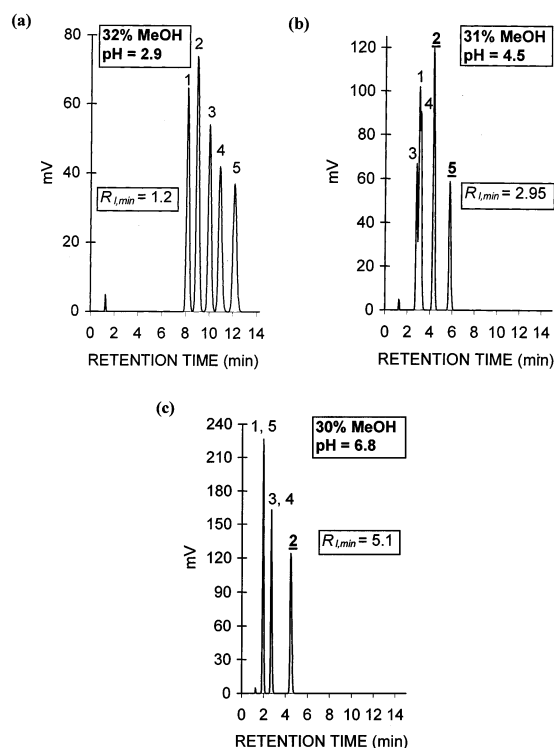 (a)
32% MeOH
pH = 2.9
80
60
40
20
0
mV
1
2
3
4
5
R I,min = 1.2
0 2 4 6 8 10 12 14
RETENTION TIME (min)
(b)
31% MeOH
pH = 4.5
120
100
80
60
40
20
0
mV
2
1
4
3
5
R I,min = 2.95
0 2 4 6 8 10 12 14
RETENTION TIME (min)
(c)
30% MeOH
pH = 6.8
240
210
180
150
120
90
60
30
0
mV
1, 5
3, 4
2
R I,min = 5.1
0 2 4 6 8 10 12 14
RETENTION TIME (min)